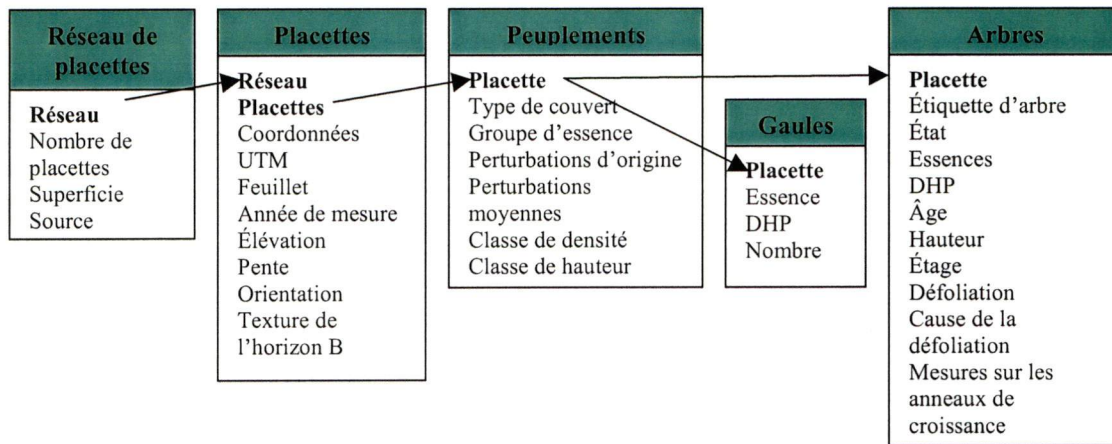 Réseau de
placettes
Réseau
Nombre de
placettes
Superficie
Source
Placettes
Réseau
Placettes
Coordonnées
UTM
Feuillet
Année de mesure
Élévation
Pente
Orientation
Texture de
l'horizon B
Peuplements
Placette
Type de couvert
Groupe d'essence
Perturbations d'origine
Perturbations
moyennes
Classe de densité
Classe de hauteur
Gaules
Placette
Essence
DHP
Nombre
Arbres
Placette
Étiquette d'arbre
État
Essences
DHP
Âge
Hauteur
Étage
Défoliation
Cause de la
défoliation
Mesures sur les
anneaux de
croissance